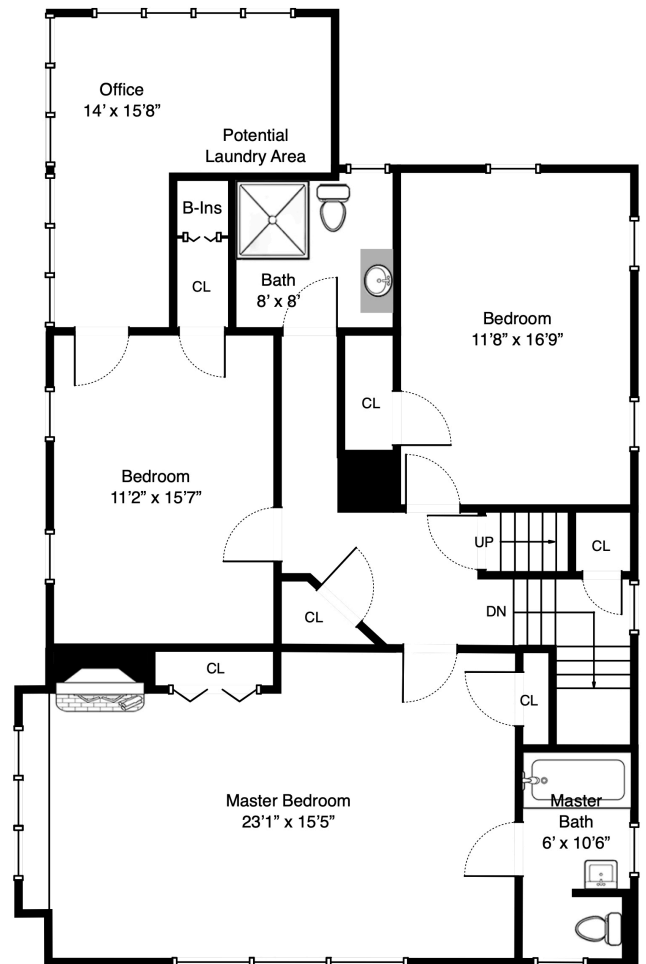 Office
14’ x 15’8”
Potential
Laundry Area
B-Ins
CL
Bath
8’ x 8’
Bedroom
11’8” x 16’9”
CL
Bedroom
11’2” x 15’7”
UP
CL
CL
DN
CL
CL
Master Bedroom
23’1” x 15’5”
Master
Bath
6’ x 10’6”